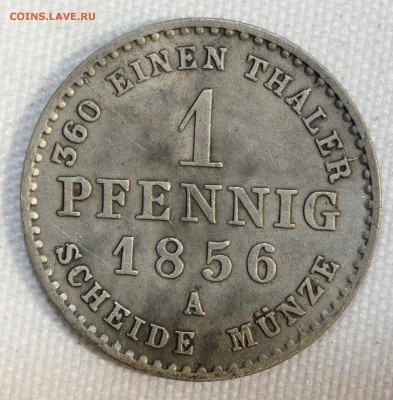 COINS.LAVE.RU
360 EINEN THALER
1
PFENNIG
1856
A
SCHEIDE MÜNZE